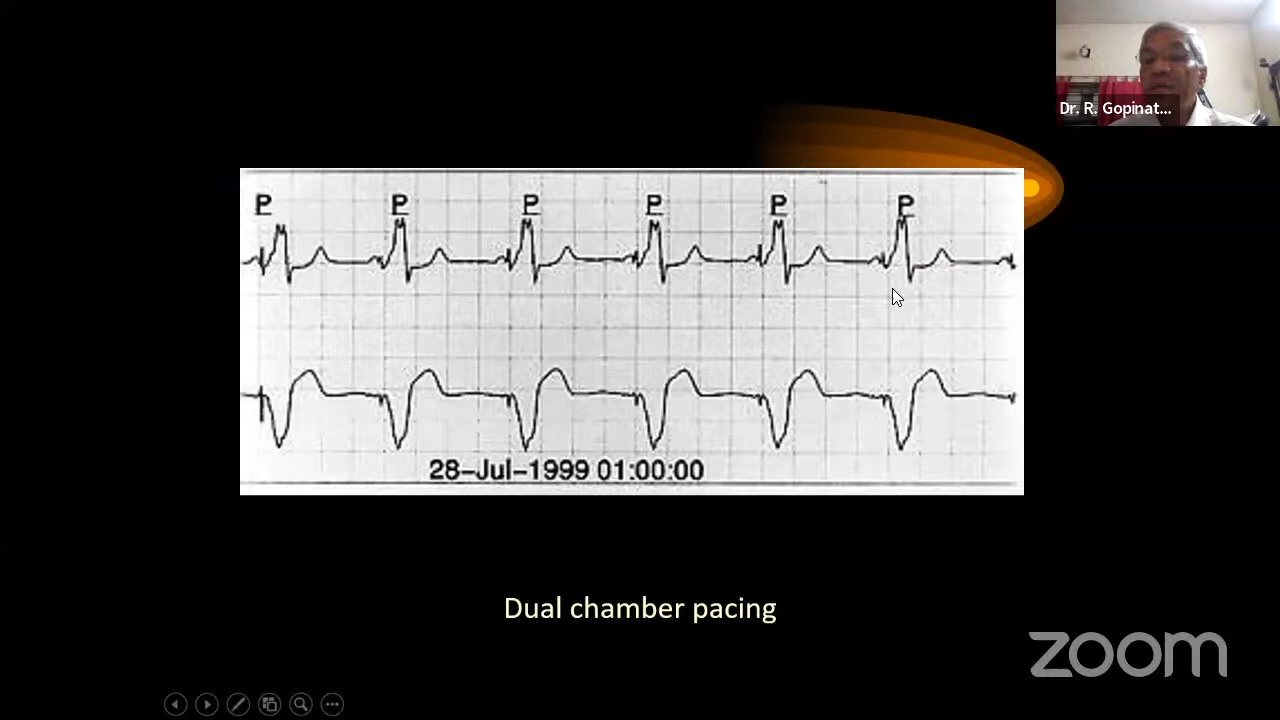 Dr. R. Gopinat...
P P P P P P
28-Jul-1999 01:00:00
Dual chamber pacing
zoom